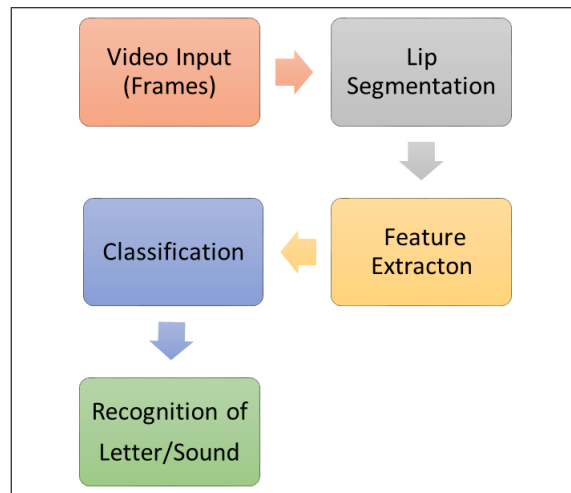 Video Input
(Frames)
Lip
Segmentation
Feature
Extracton
Classification
Recognition of
Letter/Sound